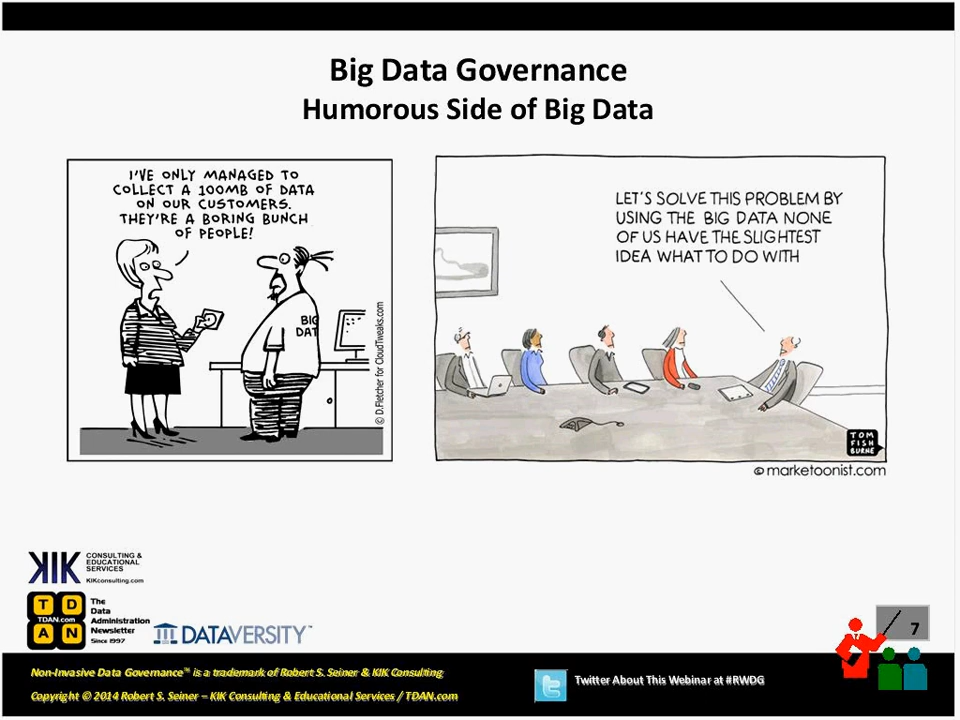 Big Data Governance
Humorous Side of Big Data
I'VE ONLY MANAGED TO
COLLECT A 100MB OF DATA
ON OUR CUSTOMERS.
THEY'RE A BORING BUNCH
OF PEOPLE!
BIG
DAT
© D.Fletcher for CloudTweaks.com
LET'S SOLVE THIS PROBLEM BY
USING THE BIG DATA NONE
OF US HAVE THE SLIGHTEST
IDEA WHAT TO DO WITH
TOM
FISH
BURNE
© marketoonist.com
KIK
CONSULTING &
EDUCATIONAL
SERVICES
KIKconsulting.com
T D
TDAN.com
A N
The
Data
Administration
Newsletter
Since 1997
DATAVERSITY™
7
Non-Invasive Data Governance™ is a trademark of Robert S. Seiner & KIK Consulting
Copyright © 2014 Robert S. Seiner – KIK Consulting & Educational Services / TDAN.com
Twitter About This Webinar at #RWDG